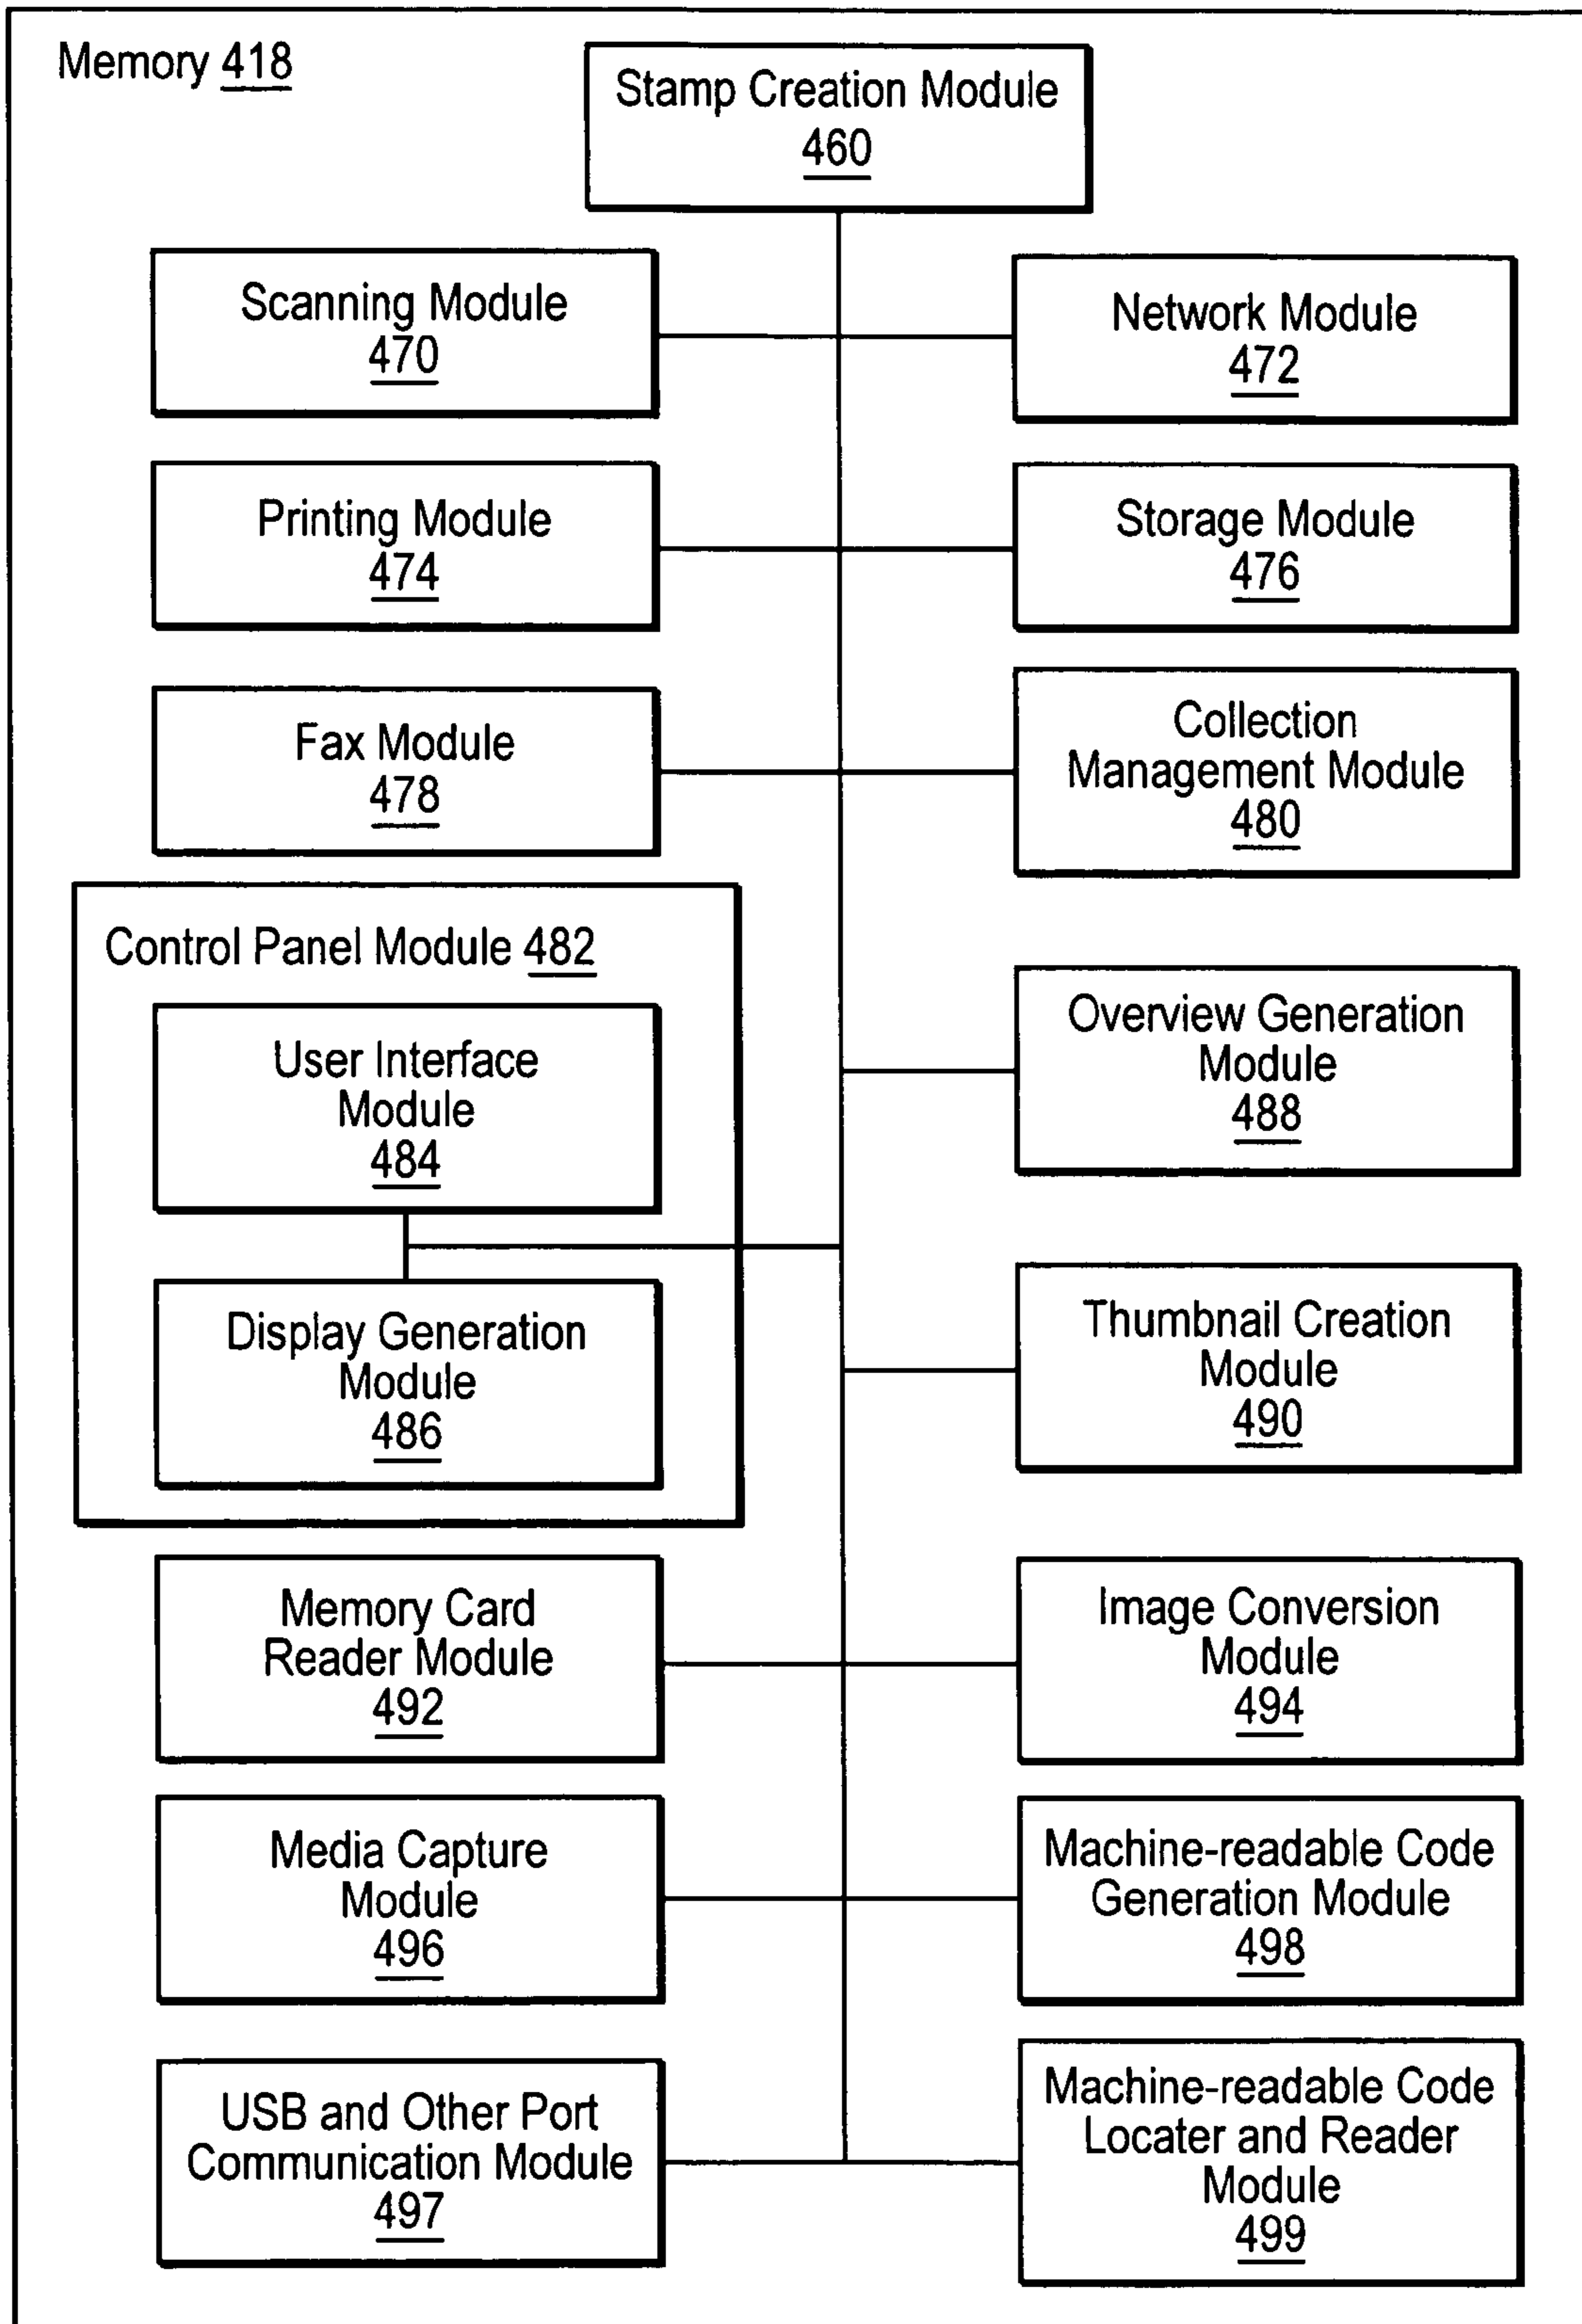 Memory 418
Stamp Creation Module
460
Scanning Module
470
Network Module
472
Printing Module
474
Storage Module
476
Fax Module
478
Collection
Management Module
480
Control Panel Module 482
User Interface
Module
484
Overview Generation
Module
488
Display Generation
Module
486
Thumbnail Creation
Module
490
Memory Card
Reader Module
492
Image Conversion
Module
494
Media Capture
Module
496
Machine-readable Code
Generation Module
498
USB and Other Port
Communication Module
497
Machine-readable Code
Locater and Reader
Module
499